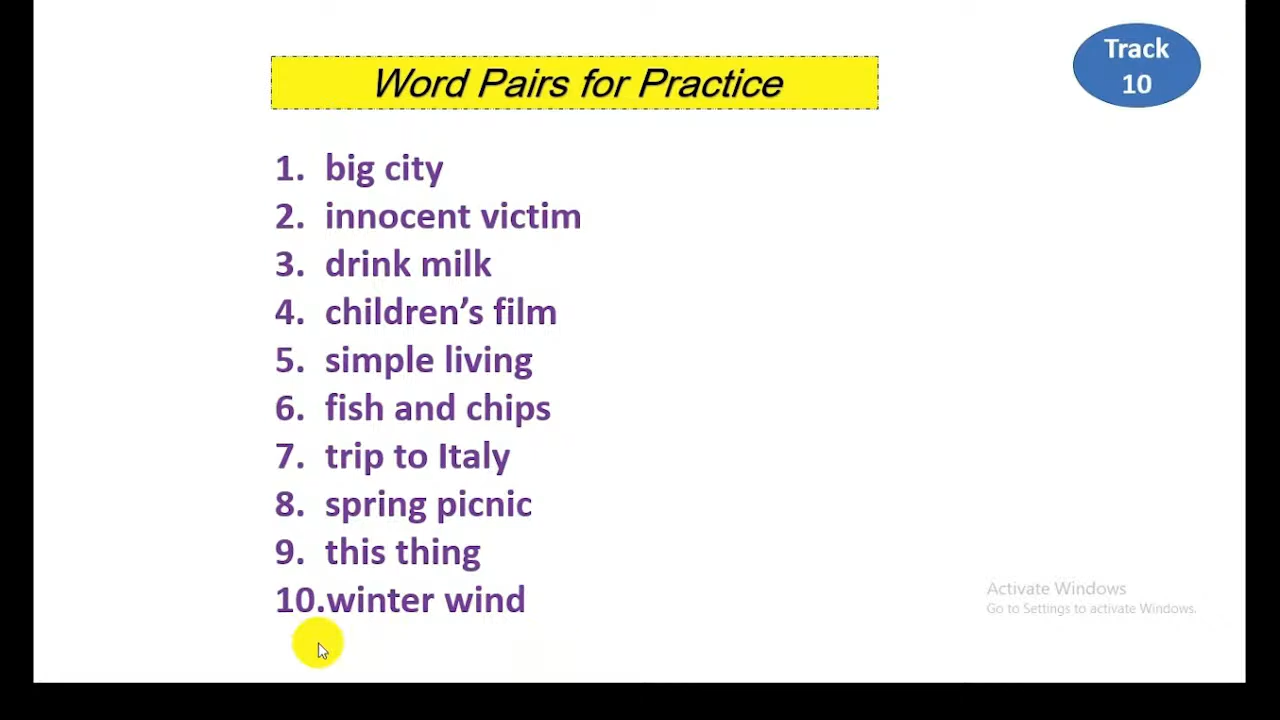 Track
10
Word Pairs for Practice
1. big city
2. innocent victim
3. drink milk
4. children’s film
5. simple living
6. fish and chips
7. trip to Italy
8. spring picnic
9. this thing
10.winter wind
Activate Windows
Go to Settings to activate Windows.